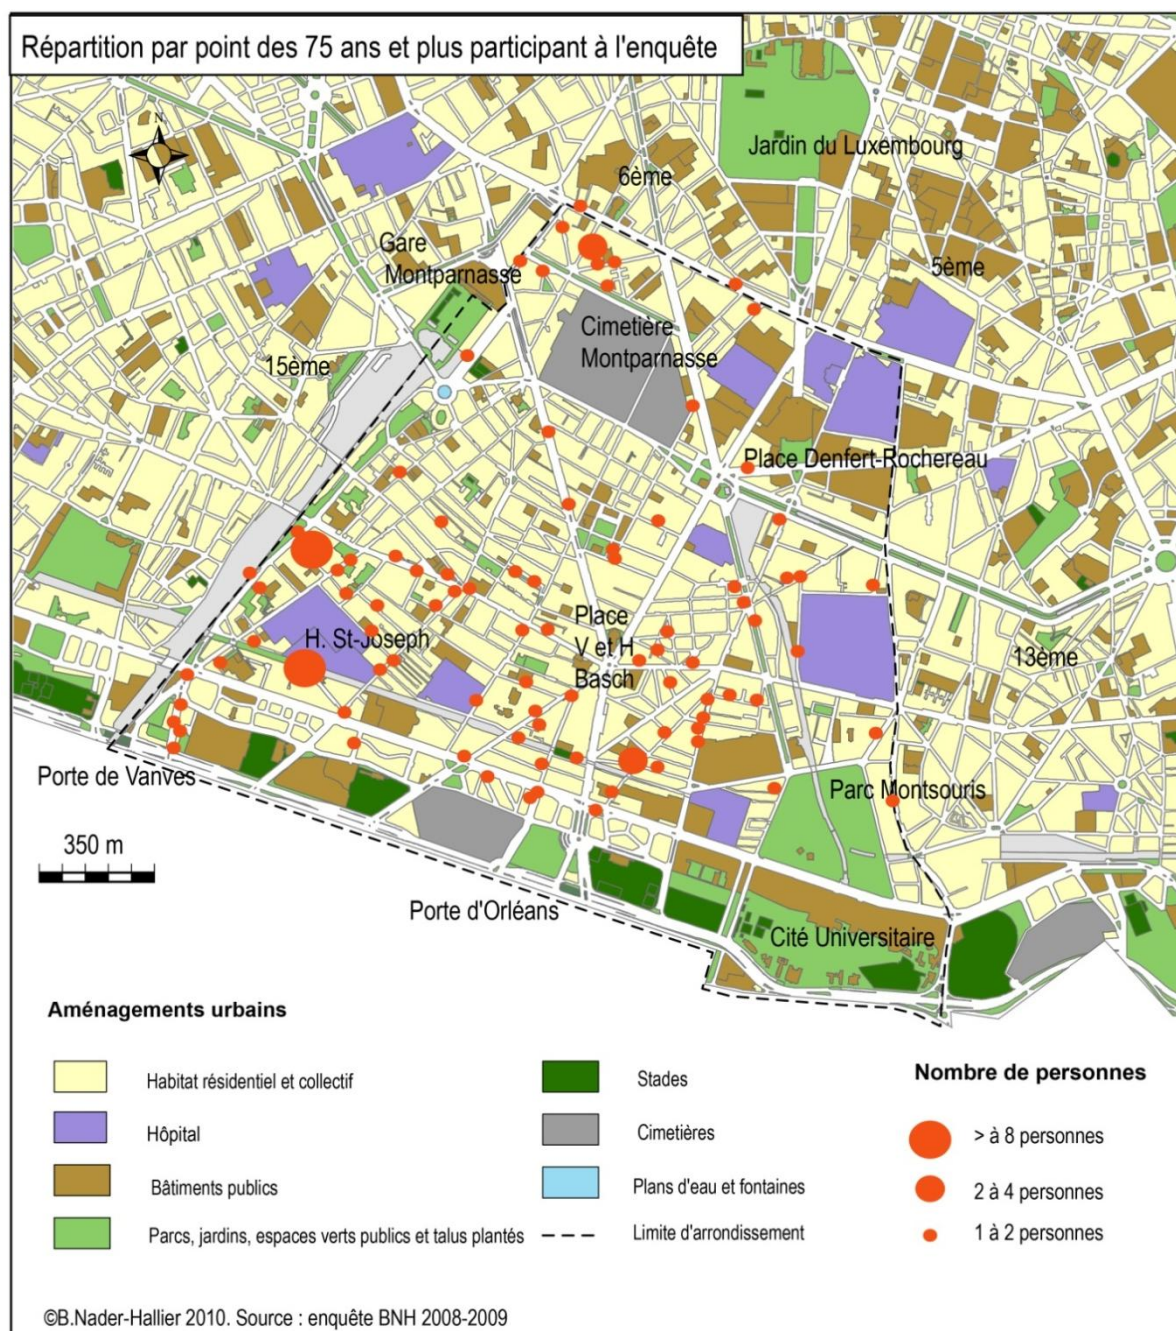 Répartition par point des 75 ans et plus participant à l'enquête
N
Jardin du Luxembourg
6ème
Gare
Montparnasse
5ème
Cimetière
Montparnasse
15ème
Place Denfert-Rochereau
Place
V et H
Basch
H. St-Joseph
13ème
Porte de Vanves
Parc Montsouris
350 m
Porte d'Orléans
Cité Universitaire
Aménagements urbains
Habitat résidentiel et collectif
Hôpital
Bâtiments publics
Parcs, jardins, espaces verts publics et talus plantés
Stades
Cimetières
Plans d'eau et fontaines
Limite d'arrondissement
Nombre de personnes
> à 8 personnes
2 à 4 personnes
1 à 2 personnes
©B.Nader-Hallier 2010. Source : enquête BNH 2008-2009